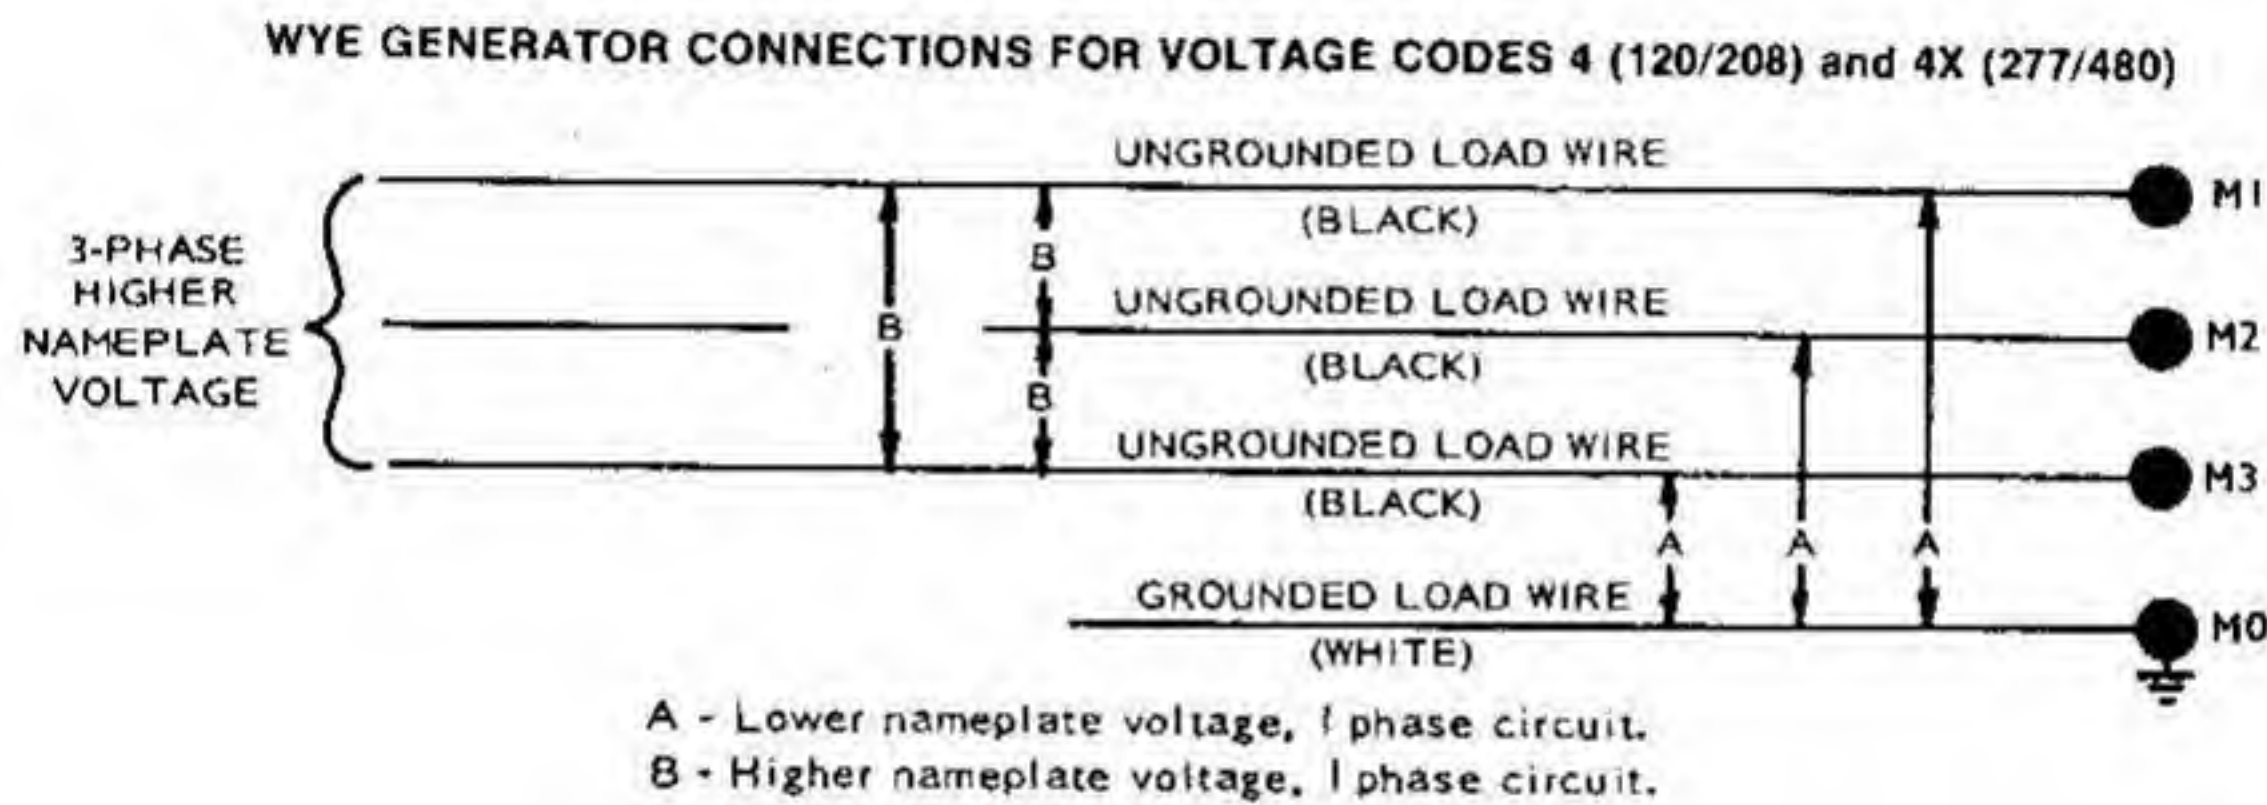 WYE GENERATOR CONNECTIONS FOR VOLTAGE CODES 4 (120/208) and 4X (277/480)
3-PHASE
HIGHER
NAMEPLATE
VOLTAGE
UNGROUNDED LOAD WIRE
(BLACK)
M1
B
B
UNGROUNDED LOAD WIRE
(BLACK)
M2
B
UNGROUNDED LOAD WIRE
(BLACK)
M3
A
A
A
GROUNDED LOAD WIRE
(WHITE)
M0
A - Lower nameplate voltage, 1 phase circuit.
B - Higher nameplate voltage, 1 phase circuit.